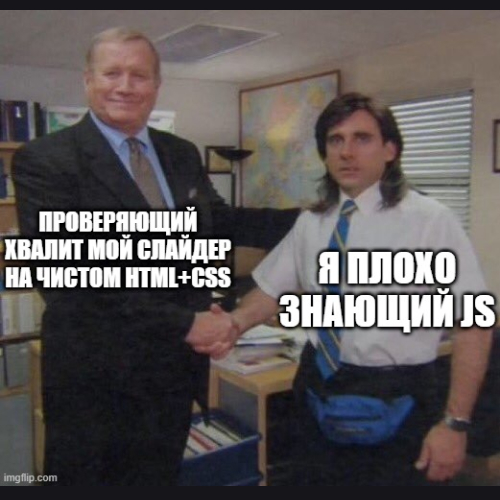 ПРОВЕРЯЮЩИЙ
ХВАЛИТ МОЙ СЛАЙДЕР
НА ЧИСТОМ HTML+CSS
Я ПЛОХО
ЗНАЮЩИЙ JS
imgflip.com